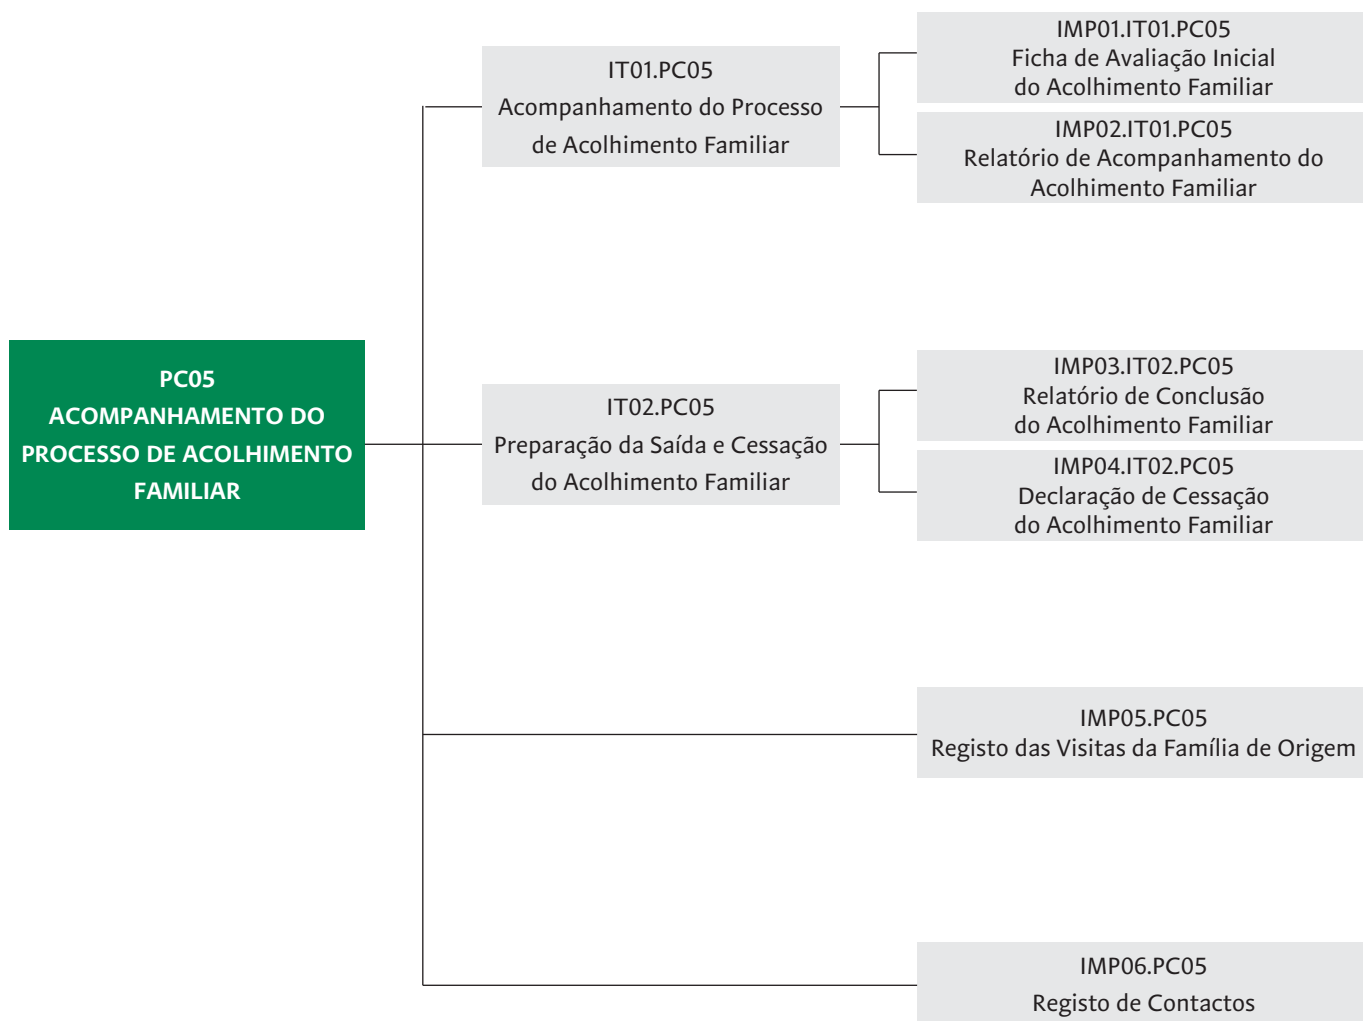 IMP01.IT01.PC05
Ficha de Avaliação Inicial
do Acolhimento Familiar
IT01.PC05
Acompanhamento do Processo
de Acolhimento Familiar
IMP02.IT01.PC05
Relatório de Acompanhamento do
Acolhimento Familiar
PC05
ACOMPANHAMENTO DO
PROCESSO DE ACOLHIMENTO
FAMILIAR
IT02.PC05
Preparação da Saída e Cessação
do Acolhimento Familiar
IMP03.IT02.PC05
Relatório de Conclusão
do Acolhimento Familiar
IMP04.IT02.PC05
Declaração de Cessação
do Acolhimento Familiar
IMP05.PC05
Registo das Visitas da Família de Origem
IMP06.PC05
Registo de Contactos